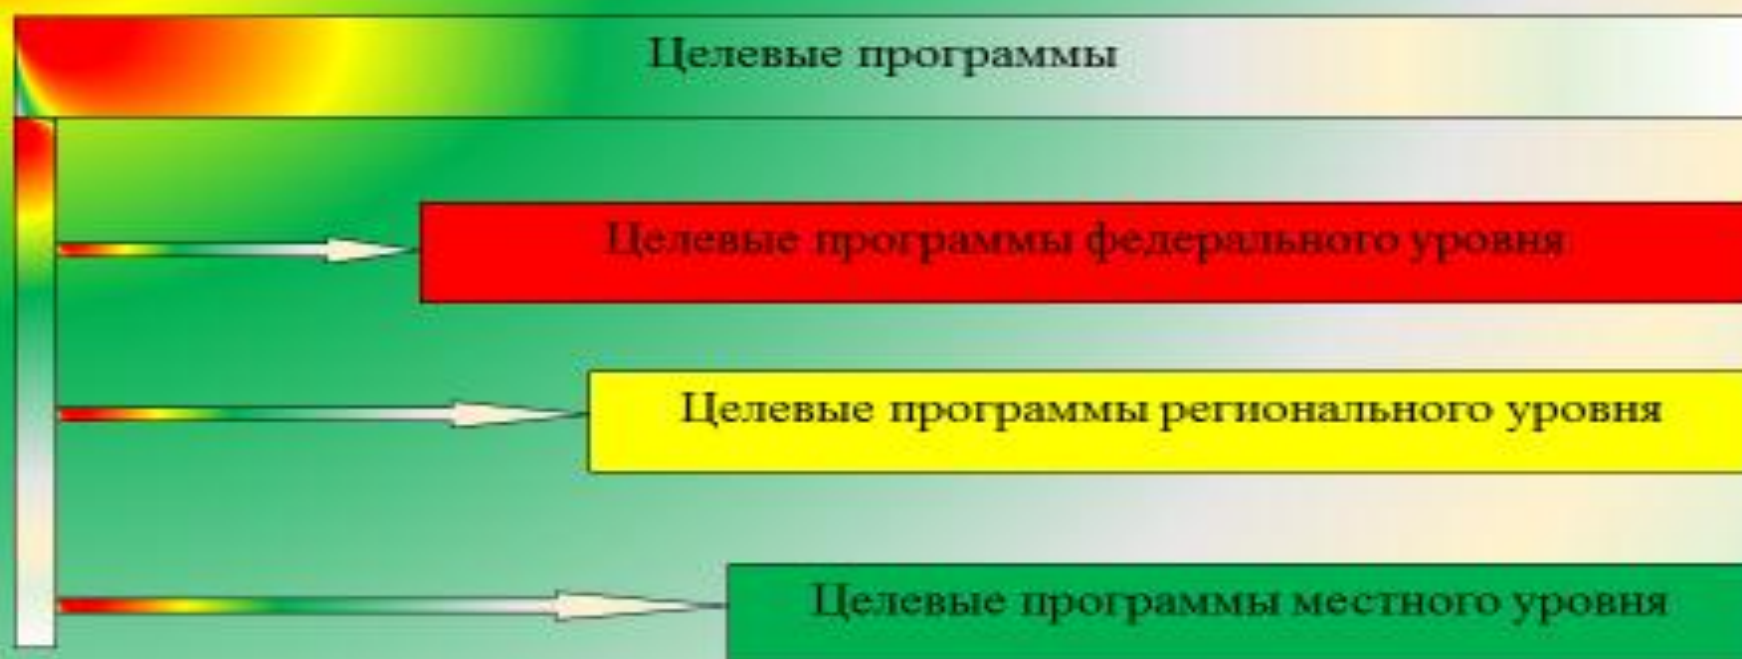 Целевые программы
Целевые программы федерального уровня
Целевые программы регионального уровня
Целевые программы местного уровня